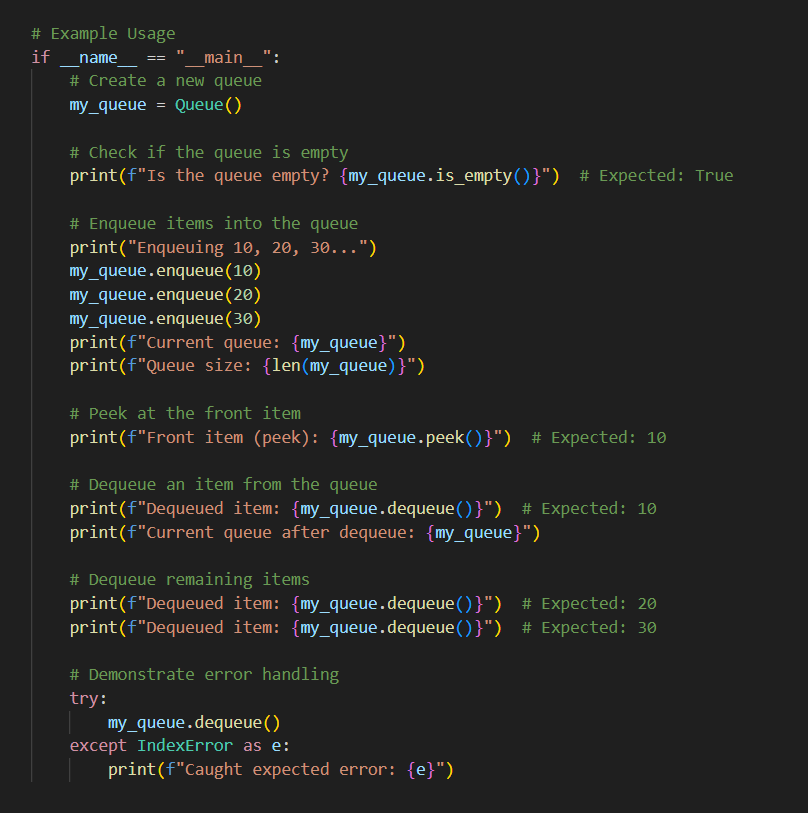 # Example Usage
if __name__ == "__main__":
    # Create a new queue
    my_queue = Queue()

    # Check if the queue is empty
    print(f"Is the queue empty? {my_queue.is_empty()}")  # Expected: True

    # Enqueue items into the queue
    print("Enqueuing 10, 20, 30...")
    my_queue.enqueue(10)
    my_queue.enqueue(20)
    my_queue.enqueue(30)
    print(f"Current queue: {my_queue}")
    print(f"Queue size: {len(my_queue)}")

    # Peek at the front item
    print(f"Front item (peek): {my_queue.peek()}")  # Expected: 10

    # Dequeue an item from the queue
    print(f"Dequeued item: {my_queue.dequeue()}")  # Expected: 10
    print(f"Current queue after dequeue: {my_queue}")

    # Dequeue remaining items
    print(f"Dequeued item: {my_queue.dequeue()}")  # Expected: 20
    print(f"Dequeued item: {my_queue.dequeue()}")  # Expected: 30

    # Demonstrate error handling
    try:
        my_queue.dequeue()
    except IndexError as e:
        print(f"Caught expected error: {e}")